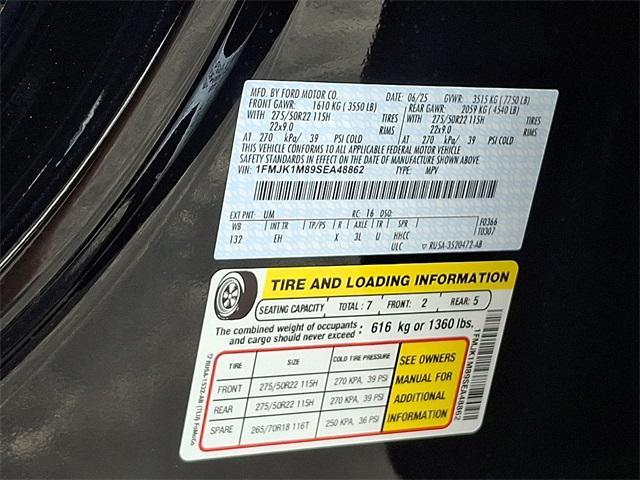 MFD. BY FORD MOTOR CO. DATE: 06/25 GVWR: 3515 KG (7750 LB)
FRONT GAWR: 1610 KG (3550 LB) REAR GAWR: 2059 KG (4540 LB)
WITH 275/50R22 115H TIRES WITH 275/50R22 115H TIRES
22x9.0 RIMS 22x9.0 RIMS
AT 270 kPa/ 39 PSI COLD AT 270 kPa/ 39 PSI COLD
THIS VEHICLE CONFORMS TO ALL APPLICABLE FEDERAL MOTOR VEHICLE
SAFETY STANDARDS IN EFFECT ON THE DATE OF MANUFACTURE SHOWN ABOVE.
VIN: 1FMJK1M89SEA48862 TYPE: MPV
EXT PNT: UM RC: 16 DSO:
WB INT TR TP/PS R AXLE TR SPR F0366
132 EH X 3L U HHCC T0307
ULC ▽ RU5A-3520472-AB
TIRE AND LOADING INFORMATION
SEATING CAPACITY TOTAL: 7 FRONT: 2 REAR: 5
The combined weight of occupants and cargo should never exceed: 616 kg or 1360 lbs.
TIRE SIZE COLD TIRE PRESSURE
FRONT 275/50R22 115H 270 KPA, 39 PSI
REAR 275/50R22 115H 270 KPA, 39 PSI
SPARE 265/70R18 116T 250 KPA, 36 PSI
SEE OWNERS
MANUAL FOR
ADDITIONAL
INFORMATION
1FMJK1M89SEA48862